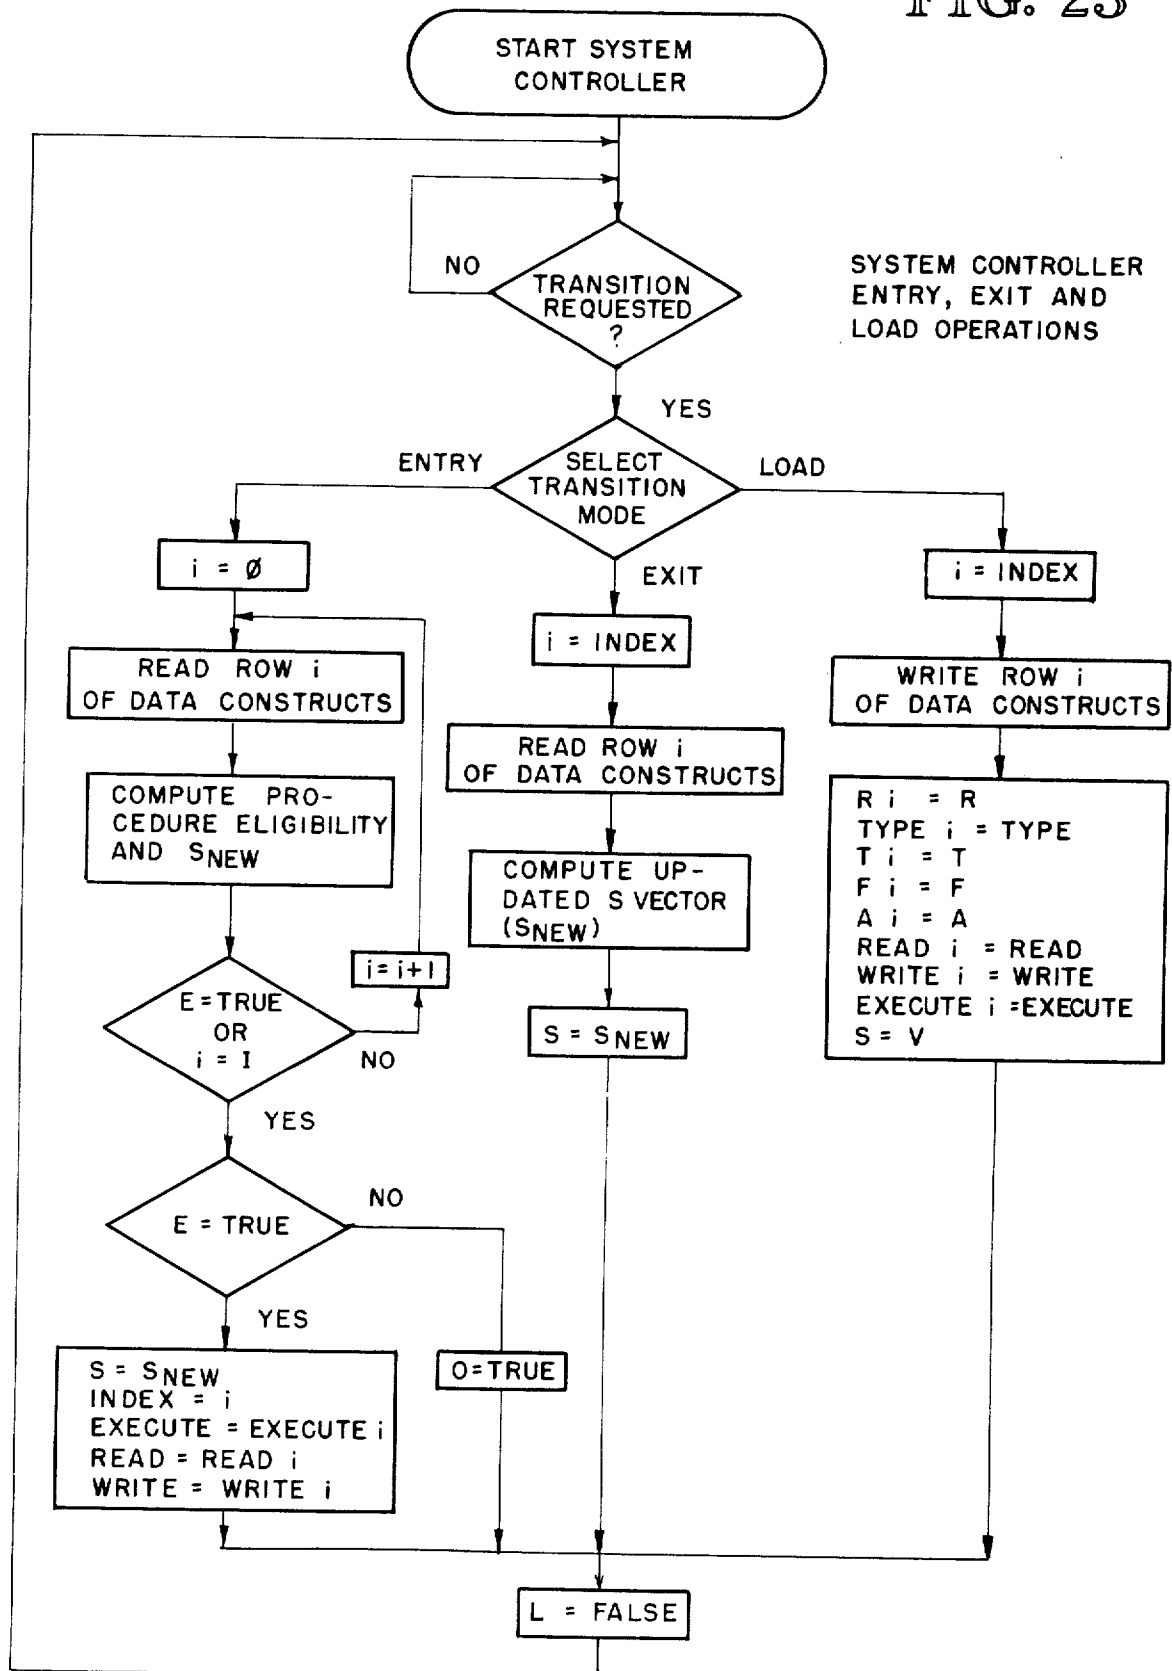 FIG. 23
START SYSTEM
CONTROLLER
NO
TRANSITION
REQUESTED
?
SYSTEM CONTROLLER
ENTRY, EXIT AND
LOAD OPERATIONS
YES
ENTRY
SELECT
TRANSITION
MODE
LOAD
i = Ø
EXIT
i = INDEX
i = INDEX
READ ROW i
OF DATA CONSTRUCTS
WRITE ROW i
OF DATA CONSTRUCTS
READ ROW i
OF DATA CONSTRUCTS
COMPUTE PRO-
CEDURE ELIGIBILITY
AND SNEW
R i = R
TYPE i = TYPE
T i = T
F i = F
A i = A
READ i = READ
WRITE i = WRITE
EXECUTE i =EXECUTE
S = V
COMPUTE UP-
DATED S VECTOR
(SNEW)
i=i+1
E=TRUE
OR
i = I
NO
S = SNEW
YES
E = TRUE
NO
YES
S = SNEW
INDEX = i
EXECUTE = EXECUTE i
READ = READ i
WRITE = WRITE i
O=TRUE
L = FALSE